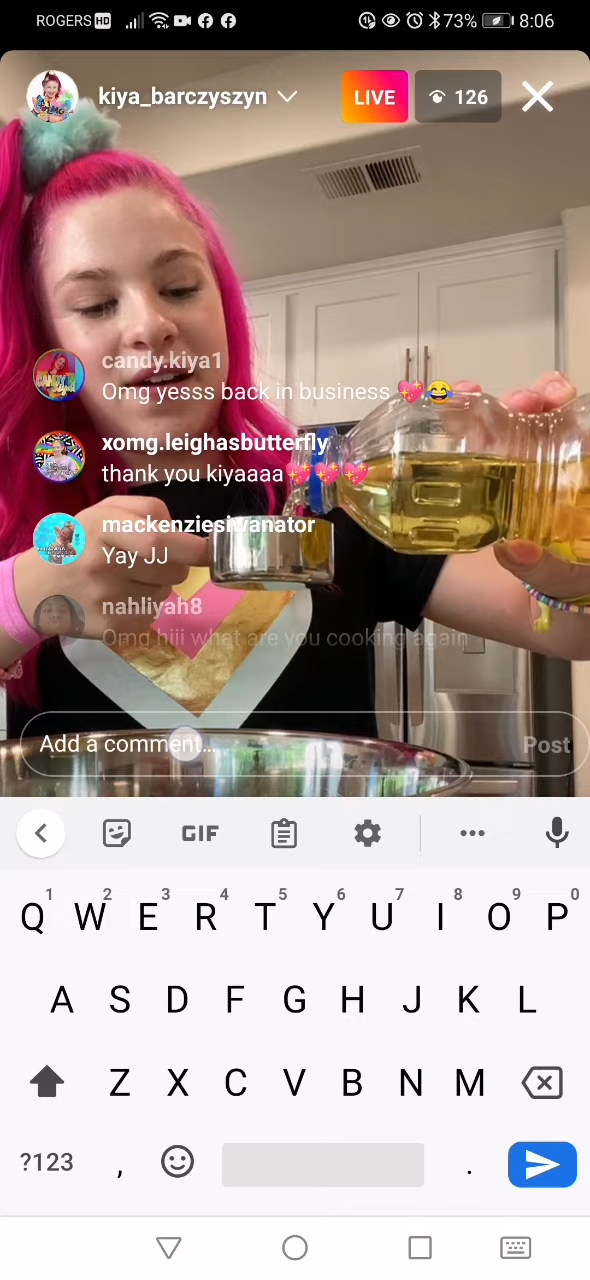 ROGERS HD 73% 8:06
kiya_barczyszyn LIVE 126
candy.kiya1
Omg yesss back in business 💖😂
xomg.leighasbutterfly
thank you kiyaaaa💖💖💖
mackenziesiwanator
Yay JJ
nahliyah8
Omg hiii what are you cooking again
Add a comment... Post
GIF
1 2 3 4 5 6 7 8 9 0
Q W E R T Y U I O P
A S D F G H J K L
Z X C V B N M
?123 , .